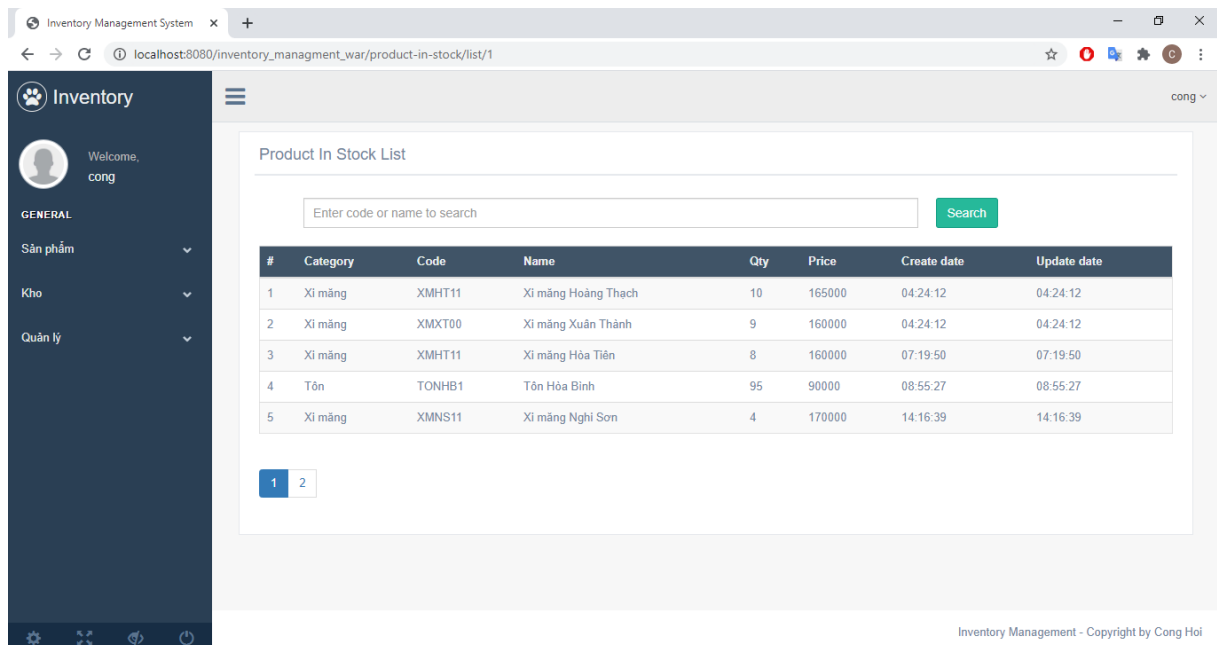 Inventory Management System
localhost:8080/inventory_managment_war/product-in-stock/list/1
C
Inventory
cong
Welcome,
cong
GENERAL
Sản phẩm
Kho
Quản lý
Product In Stock List
Enter code or name to search Search
# Category Code Name Qty Price Create date Update date
1 Xi măng XMHT11 Xi măng Hoàng Thạch 10 165000 04:24:12 04:24:12
2 Xi măng XMXT00 Xi măng Xuân Thành 9 160000 04:24:12 04:24:12
3 Xi măng XMHT11 Xi măng Hòa Tiên 8 160000 07:19:50 07:19:50
4 Tôn TONHB1 Tôn Hòa Bình 95 90000 08:55:27 08:55:27
5 Xi măng XMNS11 Xi măng Nghi Sơn 4 170000 14:16:39 14:16:39
1 2
Inventory Management - Copyright by Cong Hoi